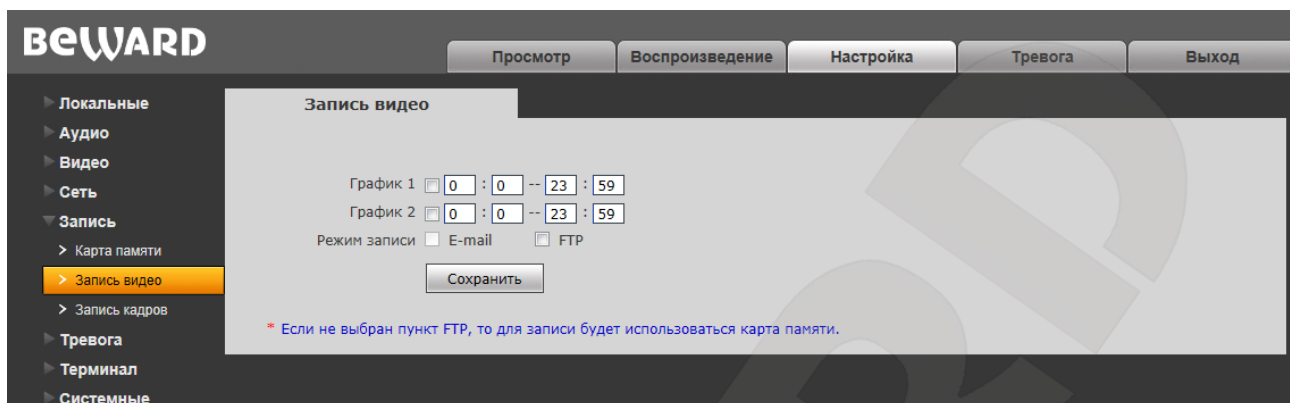 BEWARD
Просмотр Воспроизведение Настройка Тревога Выход
Локальные
Аудио
Видео
Сеть
Запись
> Карта памяти
> Запись видео
> Запись кадров
Тревога
Терминал
Системные
Запись видео
График 1 0 : 0 -- 23 : 59
График 2 0 : 0 -- 23 : 59
Режим записи E-mail FTP
Сохранить
* Если не выбран пункт FTP, то для записи будет использоваться карта памяти.